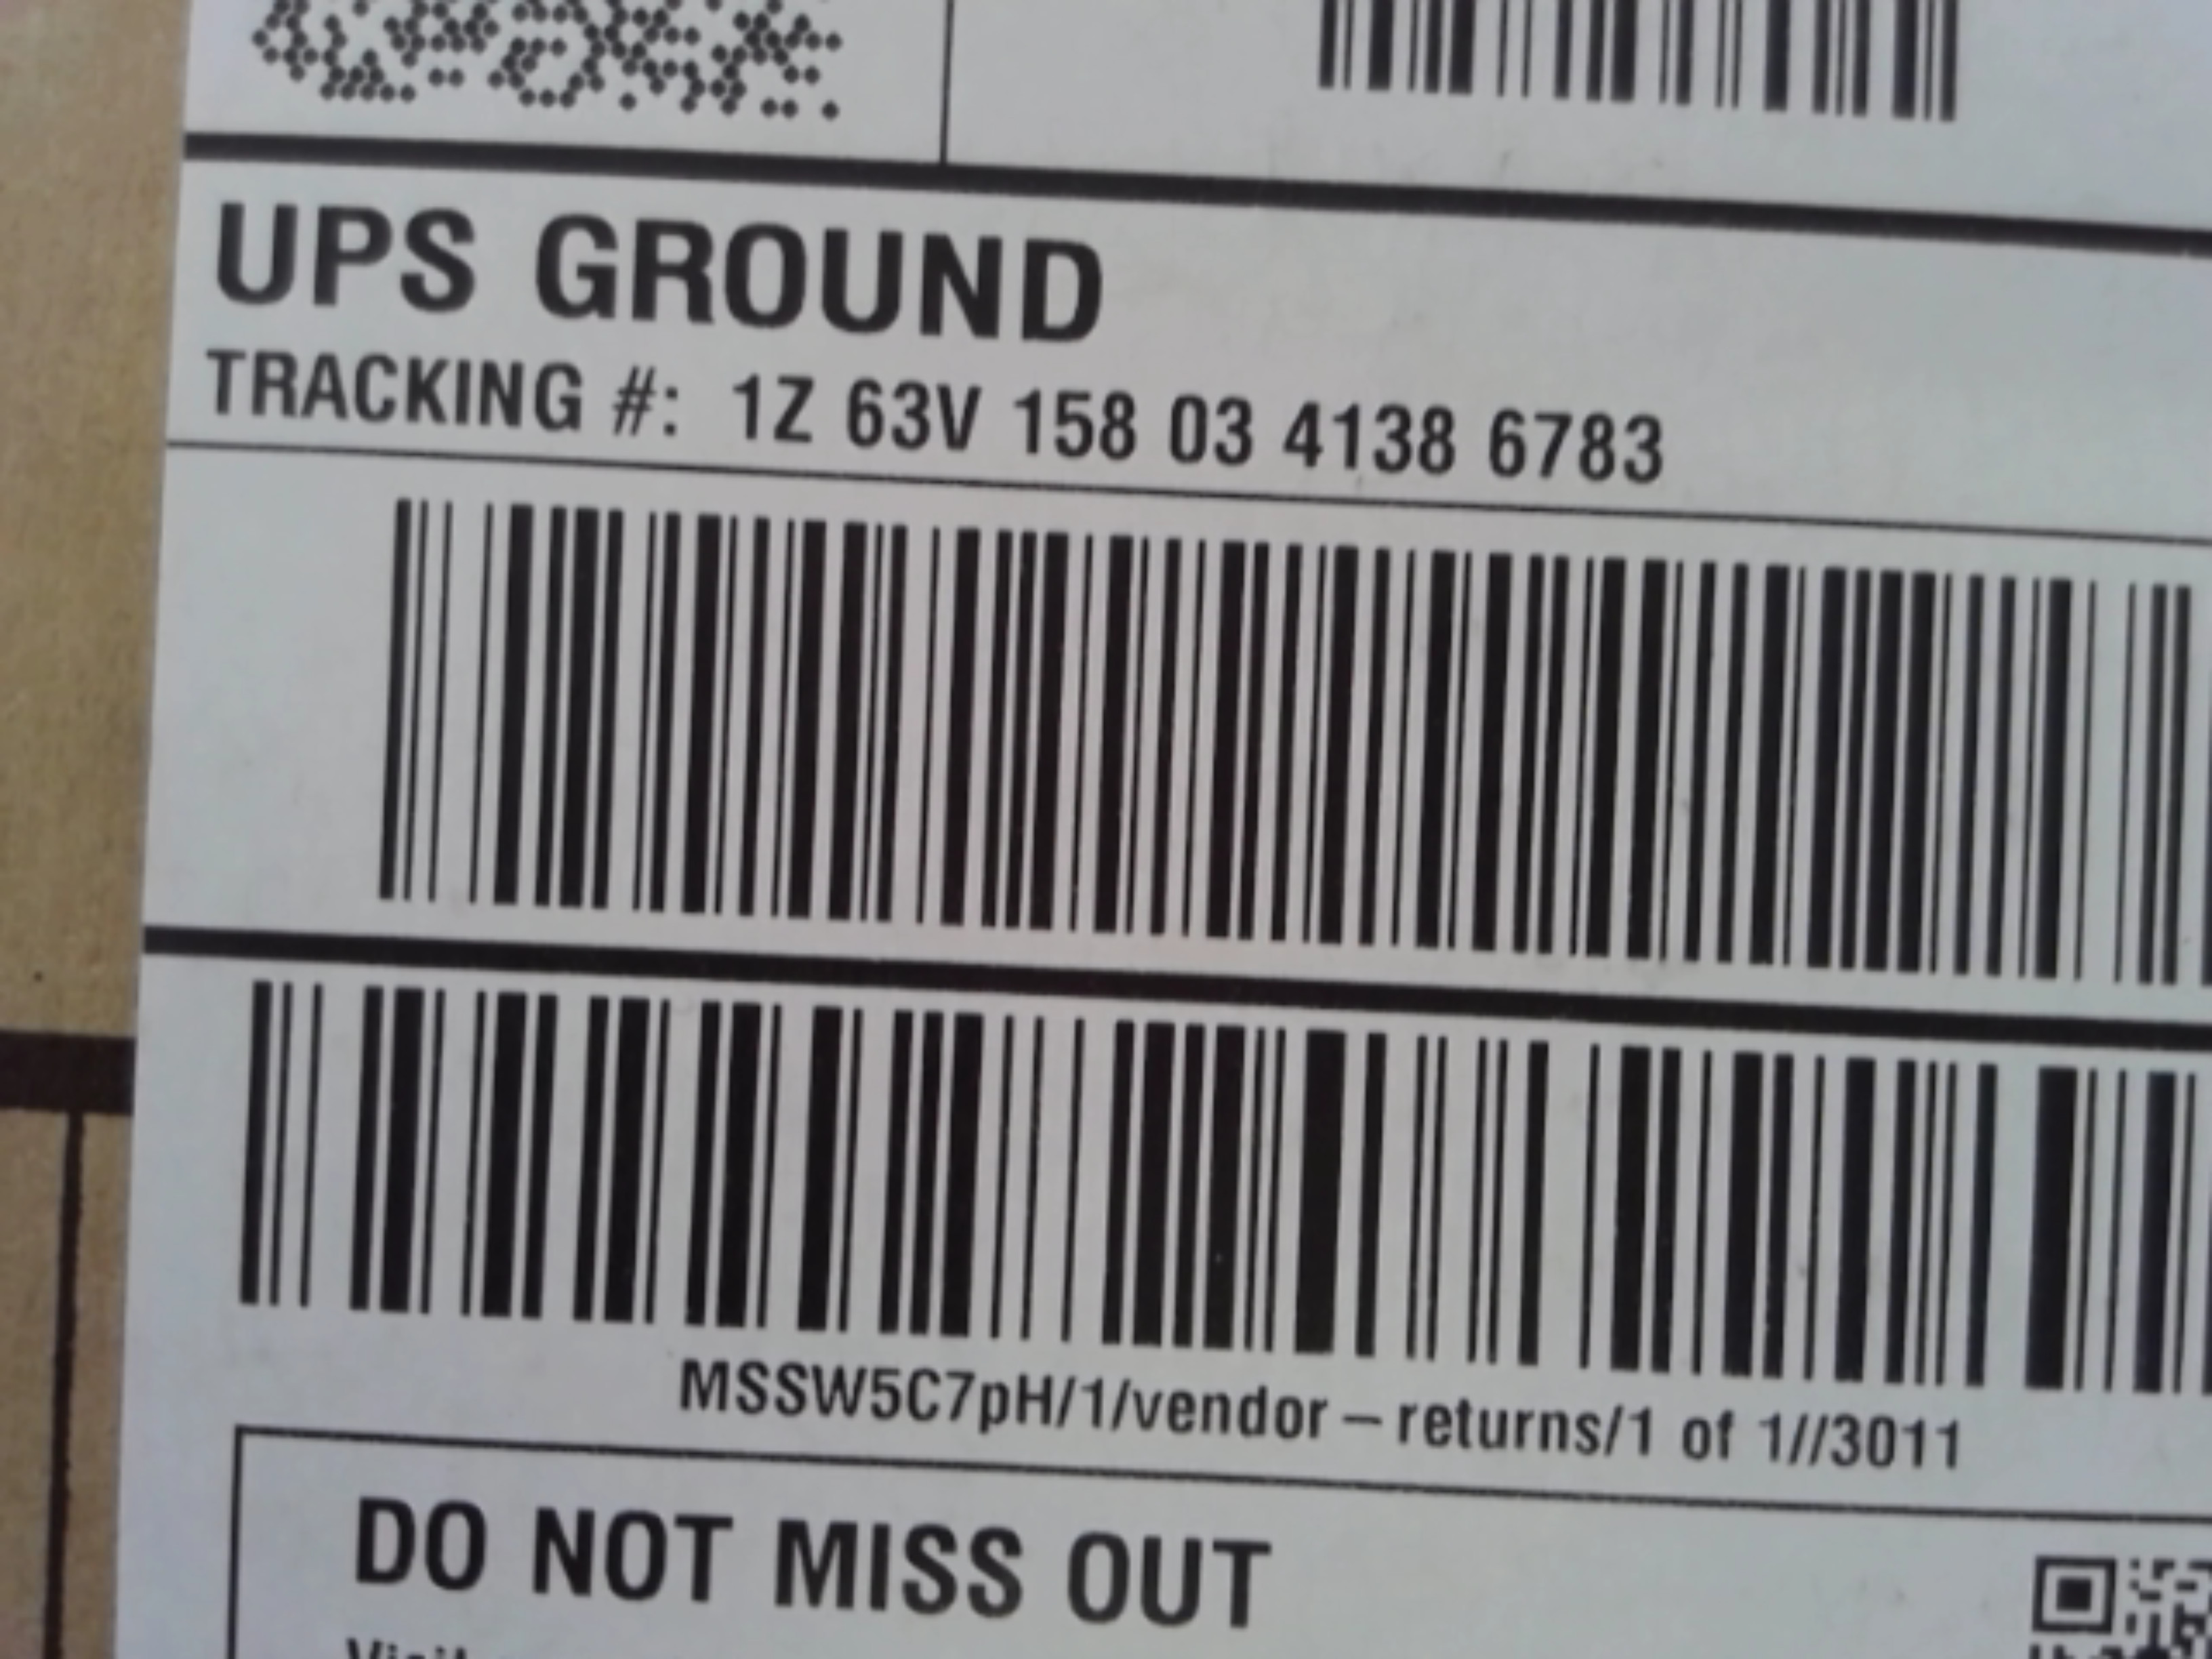 UPS GROUND
TRACKING #: 1Z 63V 158 03 4138 6783
MSSW5C7pH/1/vendor – returns/1 of 1//3011
DO NOT MISS OUT